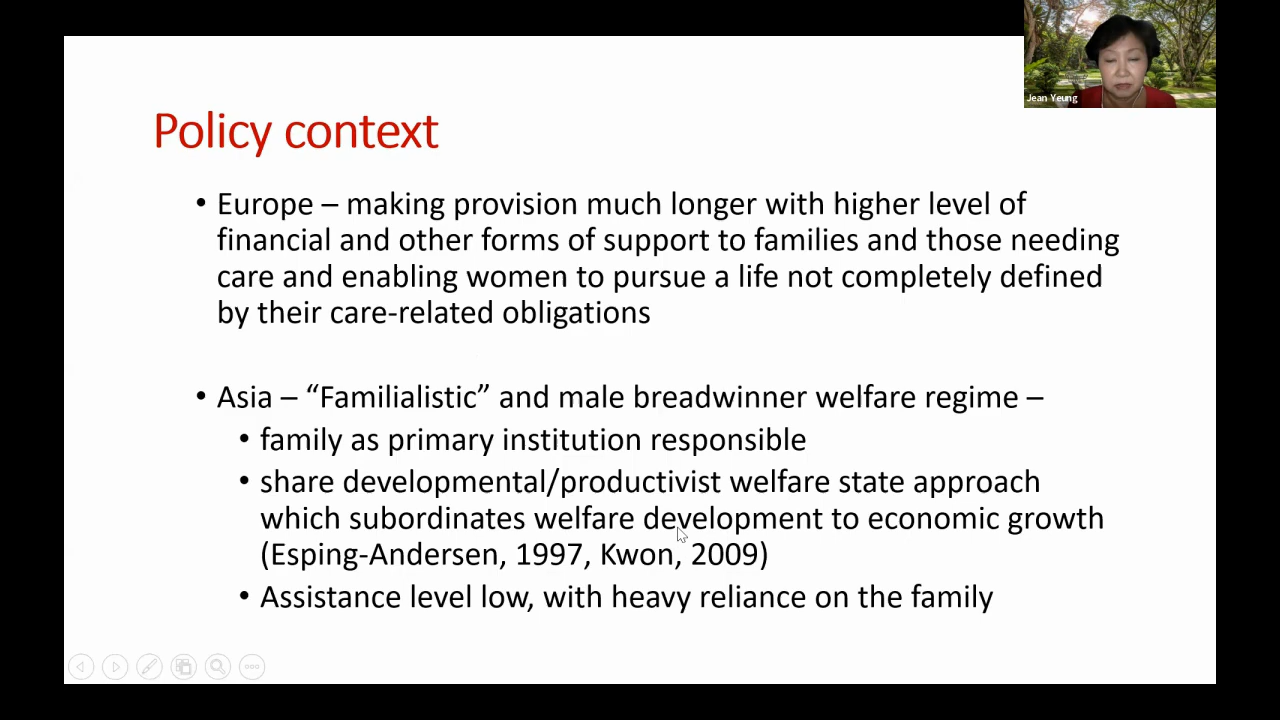 Jean Yeung
Policy context
• Europe – making provision much longer with higher level of
financial and other forms of support to families and those needing
care and enabling women to pursue a life not completely defined
by their care-related obligations
• Asia – “Familialistic” and male breadwinner welfare regime –
• family as primary institution responsible
• share developmental/productivist welfare state approach
which subordinates welfare development to economic growth
(Esping-Andersen, 1997, Kwon, 2009)
• Assistance level low, with heavy reliance on the family